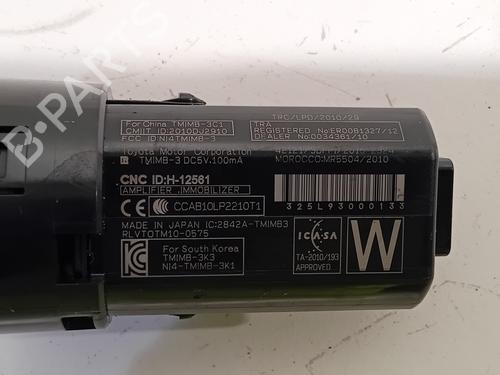 B-PARTS
For China TMIMB-3C1
CMIIT ID:2010DJ2910
FCC ID:NI4TMIMB-3
Toyota Motor Corporation
TMIMB-3 DC5V.100mA
CNC ID:H-12561
AMPLIFIER ,IMMOBILIZER
CCAB10LP2210T1
MADE IN JAPAN IC:2842A-TMIMB3
RLVTOTM10-0575
For South Korea
TMIMB-3K3
NI4-TMIMB-3K1
TRC/LPD/2010/29
TRA
REGISTERED No:ER0081327/12
DEALER No:0034361/10
MOROCCO:MR5504/2010
325L93000133
ICASA
TA-2010/193
APPROVED
W